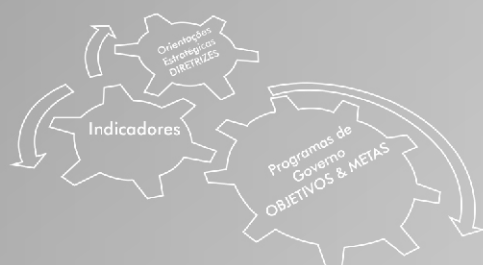 Orientações
Estratégicas
DIRETRIZES
Indicadores
Programas de
Governo
OBJETIVOS & METAS